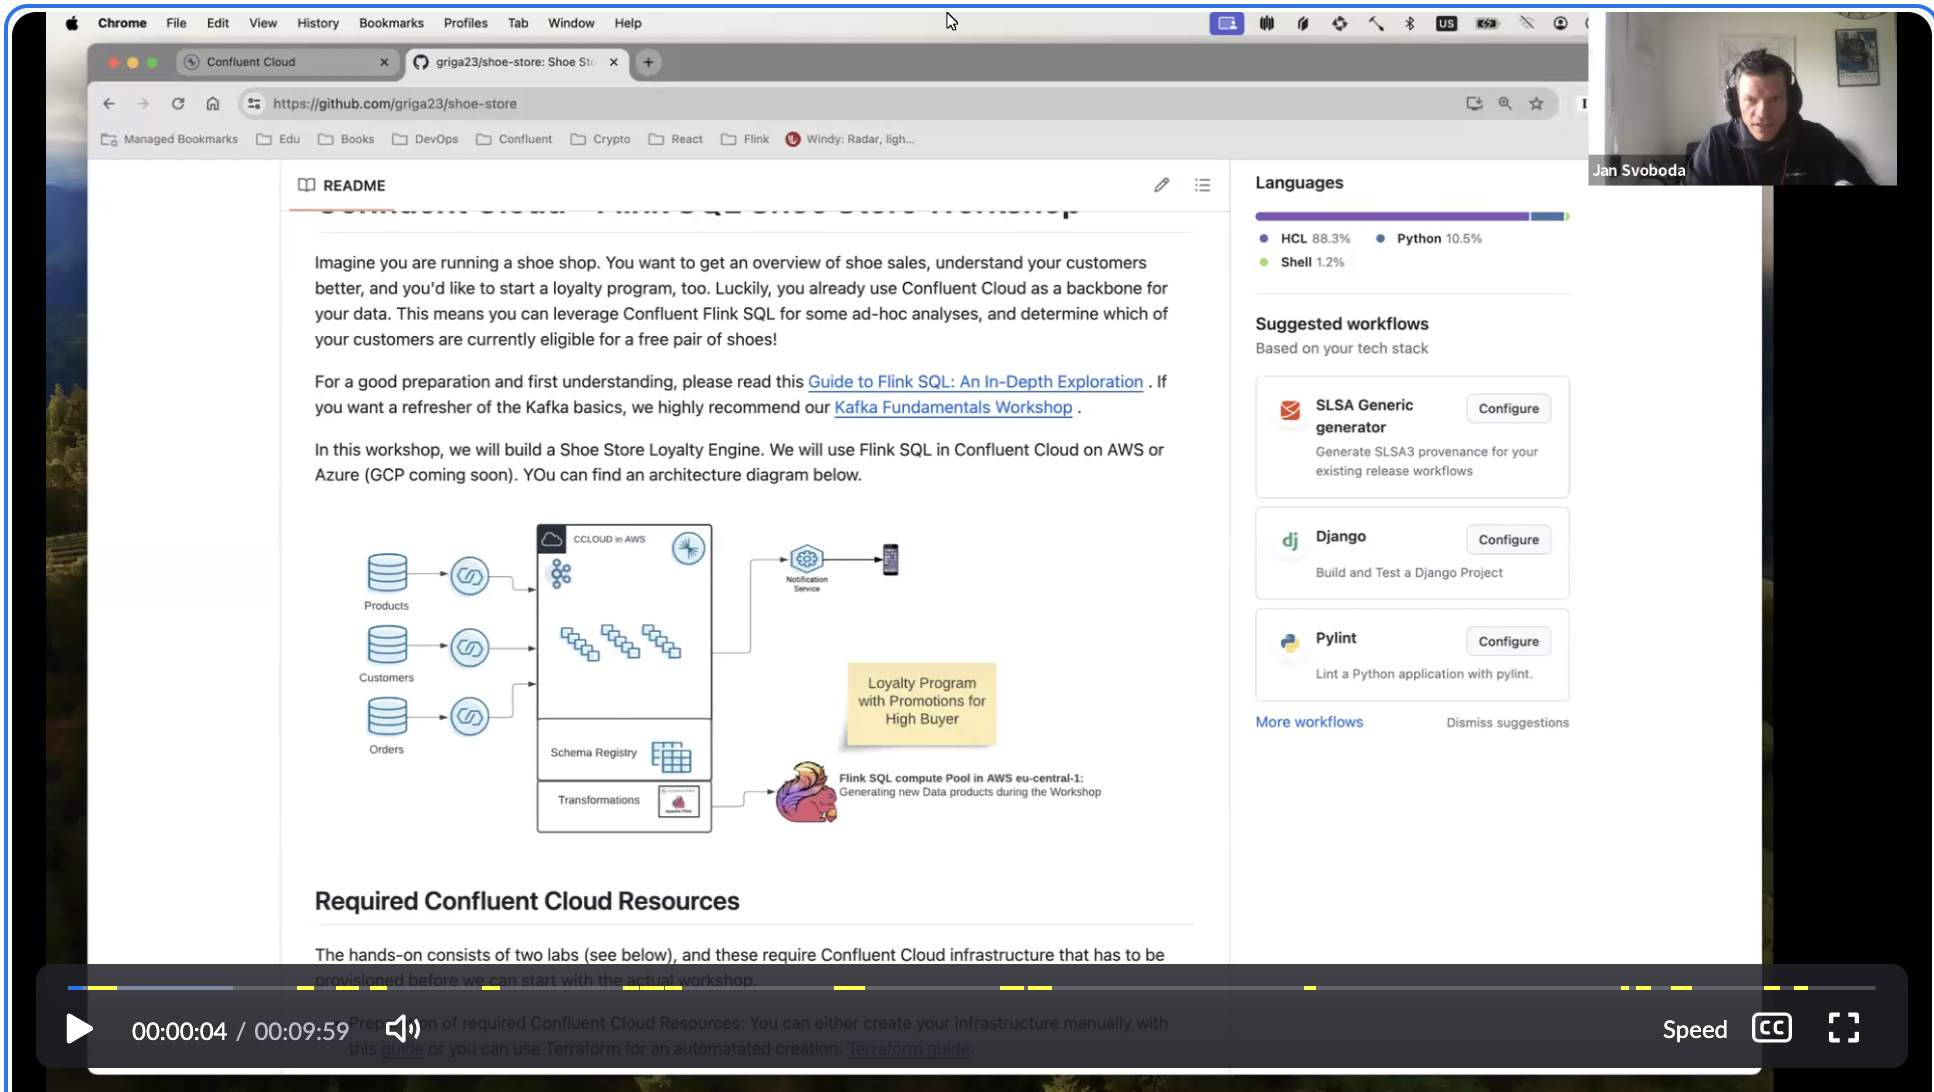 Chrome File Edit View History Bookmarks Profiles Tab Window Help US
Confluent Cloud griga23/shoe-store: Shoe Sto
https://github.com/griga23/shoe-store
Managed Bookmarks Edu Books DevOps Confluent Crypto React Flink Windy: Radar, ligh...
Jan Svoboda
README
Confluent Cloud - Flink SQL Shoe Store Workshop
Imagine you are running a shoe shop. You want to get an overview of shoe sales, understand your customers
better, and you'd like to start a loyalty program, too. Luckily, you already use Confluent Cloud as a backbone for
your data. This means you can leverage Confluent Flink SQL for some ad-hoc analyses, and determine which of
your customers are currently eligible for a free pair of shoes!
For a good preparation and first understanding, please read this Guide to Flink SQL: An In-Depth Exploration . If
you want a refresher of the Kafka basics, we highly recommend our Kafka Fundamentals Workshop .
In this workshop, we will build a Shoe Store Loyalty Engine. We will use Flink SQL in Confluent Cloud on AWS or
Azure (GCP coming soon). YOu can find an architecture diagram below.
CCLOUD in AWS
Products
Customers
Orders
Schema Registry
Transformations
Notification
Service
Loyalty Program
with Promotions for
High Buyer
Flink SQL compute Pool in AWS eu-central-1:
Generating new Data products during the Workshop
Required Confluent Cloud Resources
The hands-on consists of two labs (see below), and these require Confluent Cloud infrastructure that has to be
provisioned before we can start with the actual workshop.
Preparation of required Confluent Cloud Resources: You can either create your infrastructure manually with
this guide or you can use Terraform for an automatated creation: Terraform guide.
Languages
HCL 88.3% Python 10.5%
Shell 1.2%
Suggested workflows
Based on your tech stack
SLSA Generic
generator
Configure
Generate SLSA3 provenance for your
existing release workflows
dj Django Configure
Build and Test a Django Project
Pylint Configure
Lint a Python application with pylint.
More workflows Dismiss suggestions
00:00:04 / 00:09:59 Speed CC